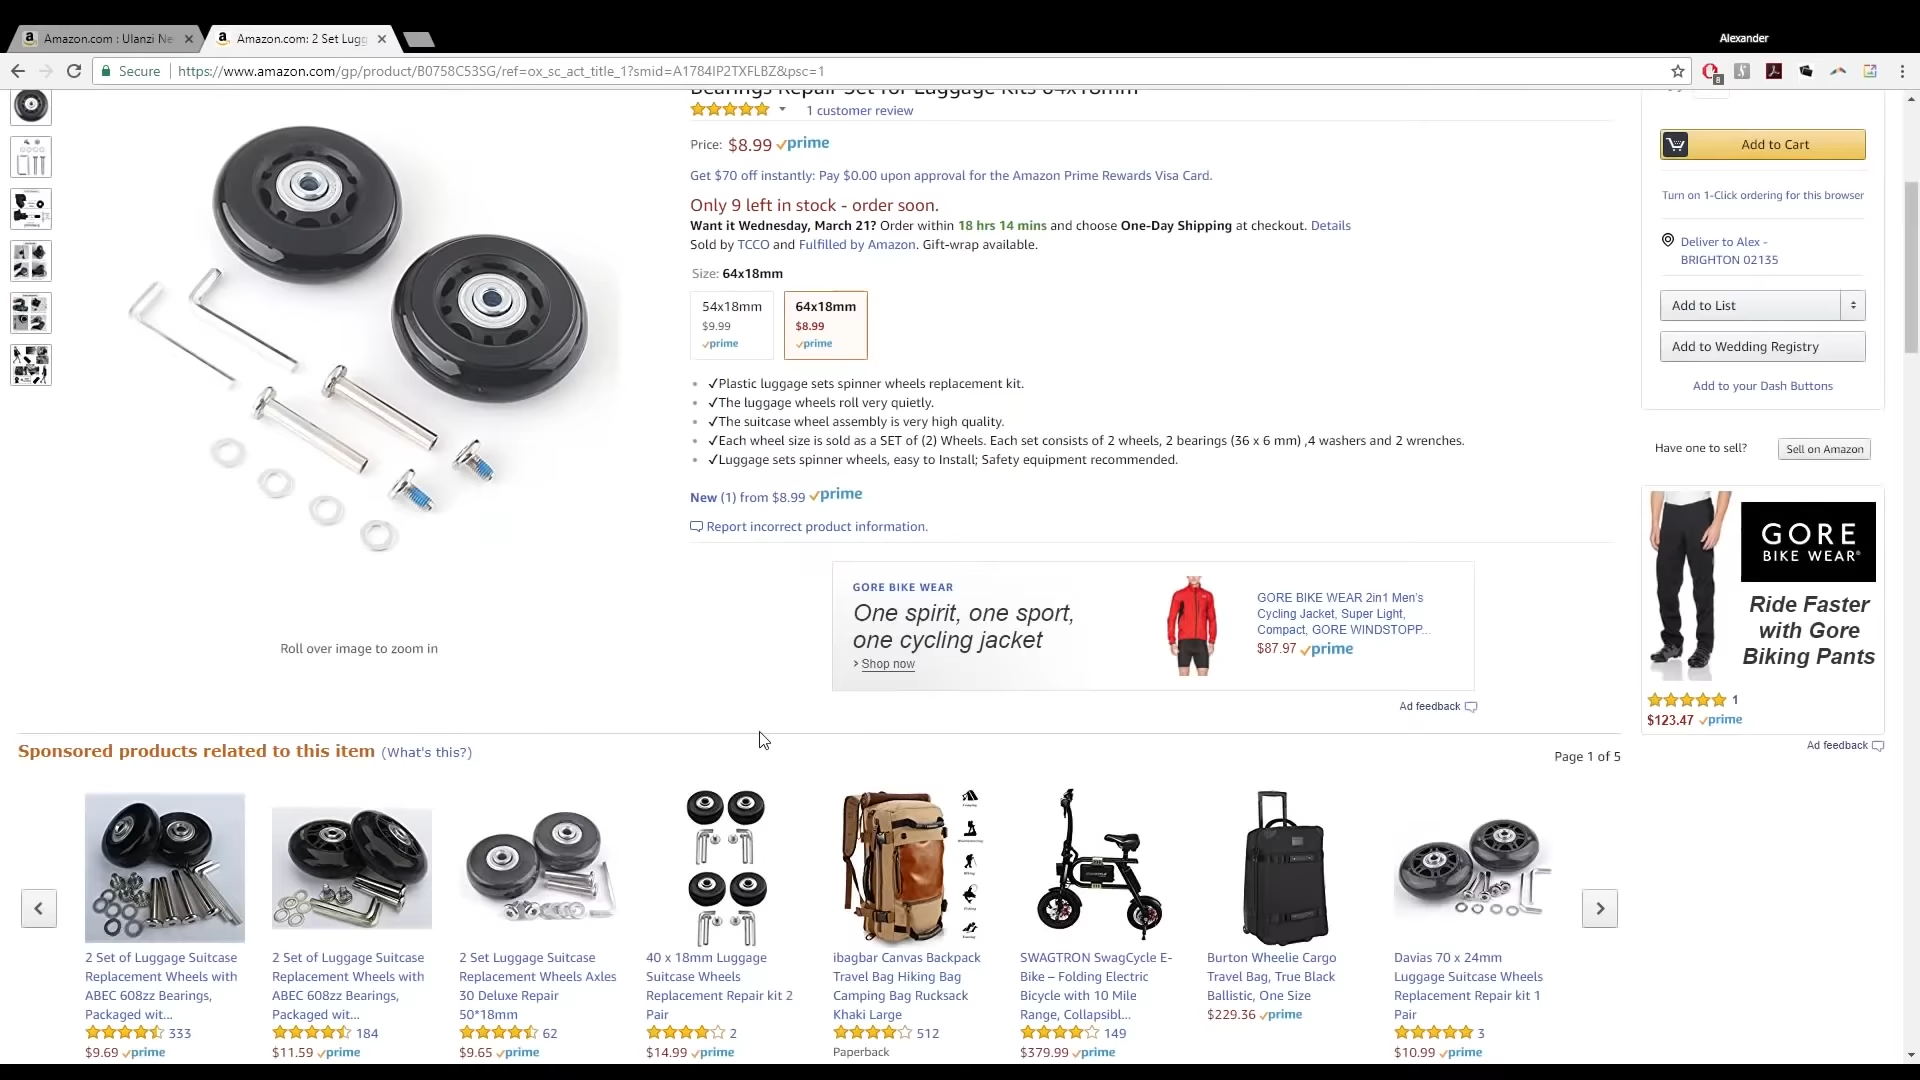 Alexander
Amazon.com : Ulanzi Ne
Amazon.com: 2 Set Lugg
Secure
https://www.amazon.com/gp/product/B0758C53SG/ref=ox_sc_act_title_1?smid=A1784IP2TXFLBZ&psc=1
Bearings Repair Set for Luggage Kits 64x18mm
1 customer review
Price: $8.99 prime
Get $70 off instantly: Pay $0.00 upon approval for the Amazon Prime Rewards Visa Card.
Only 9 left in stock - order soon.
Want it Wednesday, March 21? Order within 18 hrs 14 mins and choose One-Day Shipping at checkout. Details
Sold by TCCO and Fulfilled by Amazon. Gift-wrap available.
Size: 64x18mm
54x18mm
$9.99
prime
64x18mm
$8.99
prime
✓Plastic luggage sets spinner wheels replacement kit.
✓The luggage wheels roll very quietly.
✓The suitcase wheel assembly is very high quality.
✓Each wheel size is sold as a SET of (2) Wheels. Each set consists of 2 wheels, 2 bearings (36 x 6 mm) ,4 washers and 2 wrenches.
✓Luggage sets spinner wheels, easy to Install; Safety equipment recommended.
New (1) from $8.99 prime
Report incorrect product information.
Roll over image to zoom in
GORE BIKE WEAR
One spirit, one sport,
one cycling jacket
› Shop now
GORE BIKE WEAR 2in1 Men's
Cycling Jacket, Super Light,
Compact, GORE WINDSTOPP...
$87.97 prime
Ad feedback
Add to Cart
Turn on 1-Click ordering for this browser
Deliver to Alex -
BRIGHTON 02135
Add to List
Add to Wedding Registry
Add to your Dash Buttons
Have one to sell?
Sell on Amazon
GORE
BIKE WEAR®
Ride Faster
with Gore
Biking Pants
1
$123.47 prime
Ad feedback
Sponsored products related to this item (What's this?)
Page 1 of 5
2 Set of Luggage Suitcase
Replacement Wheels with
ABEC 608zz Bearings,
Packaged wit...
333
$9.69 prime
2 Set of Luggage Suitcase
Replacement Wheels with
ABEC 608zz Bearings,
Packaged wit...
184
$11.59 prime
2 Set Luggage Suitcase
Replacement Wheels Axles
30 Deluxe Repair
50*18mm
62
$9.65 prime
40 x 18mm Luggage
Suitcase Wheels
Replacement Repair kit 2
Pair
2
$14.99 prime
ibagbar Canvas Backpack
Travel Bag Hiking Bag
Camping Bag Rucksack
Khaki Large
512
Paperback
SWAGTRON SwagCycle E-
Bike – Folding Electric
Bicycle with 10 Mile
Range, Collapsibl...
149
$379.99 prime
Burton Wheelie Cargo
Travel Bag, True Black
Ballistic, One Size
$229.36 prime
Davias 70 x 24mm
Luggage Suitcase Wheels
Replacement Repair kit 1
Pair
3
$10.99 prime